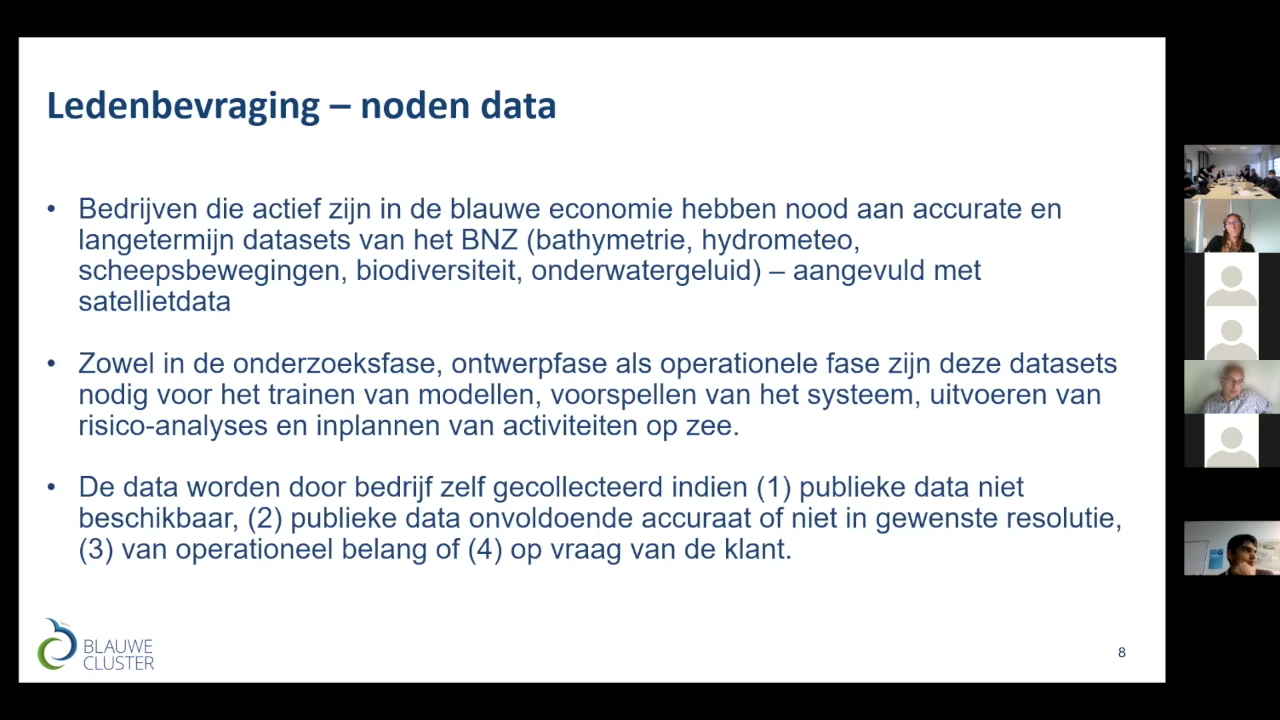 Ledenbevraging – noden data
• Bedrijven die actief zijn in de blauwe economie hebben nood aan accurate en
langetermijn datasets van het BNZ (bathymetrie, hydrometeo,
scheepsbewegingen, biodiversiteit, onderwatergeluid) – aangevuld met
satellietdata
• Zowel in de onderzoeksfase, ontwerpfase als operationele fase zijn deze datasets
nodig voor het trainen van modellen, voorspellen van het systeem, uitvoeren van
risico-analyses en inplannen van activiteiten op zee.
• De data worden door bedrijf zelf gecollecteerd indien (1) publieke data niet
beschikbaar, (2) publieke data onvoldoende accuraat of niet in gewenste resolutie,
(3) van operationeel belang of (4) op vraag van de klant.
BLAUWE
CLUSTER
8